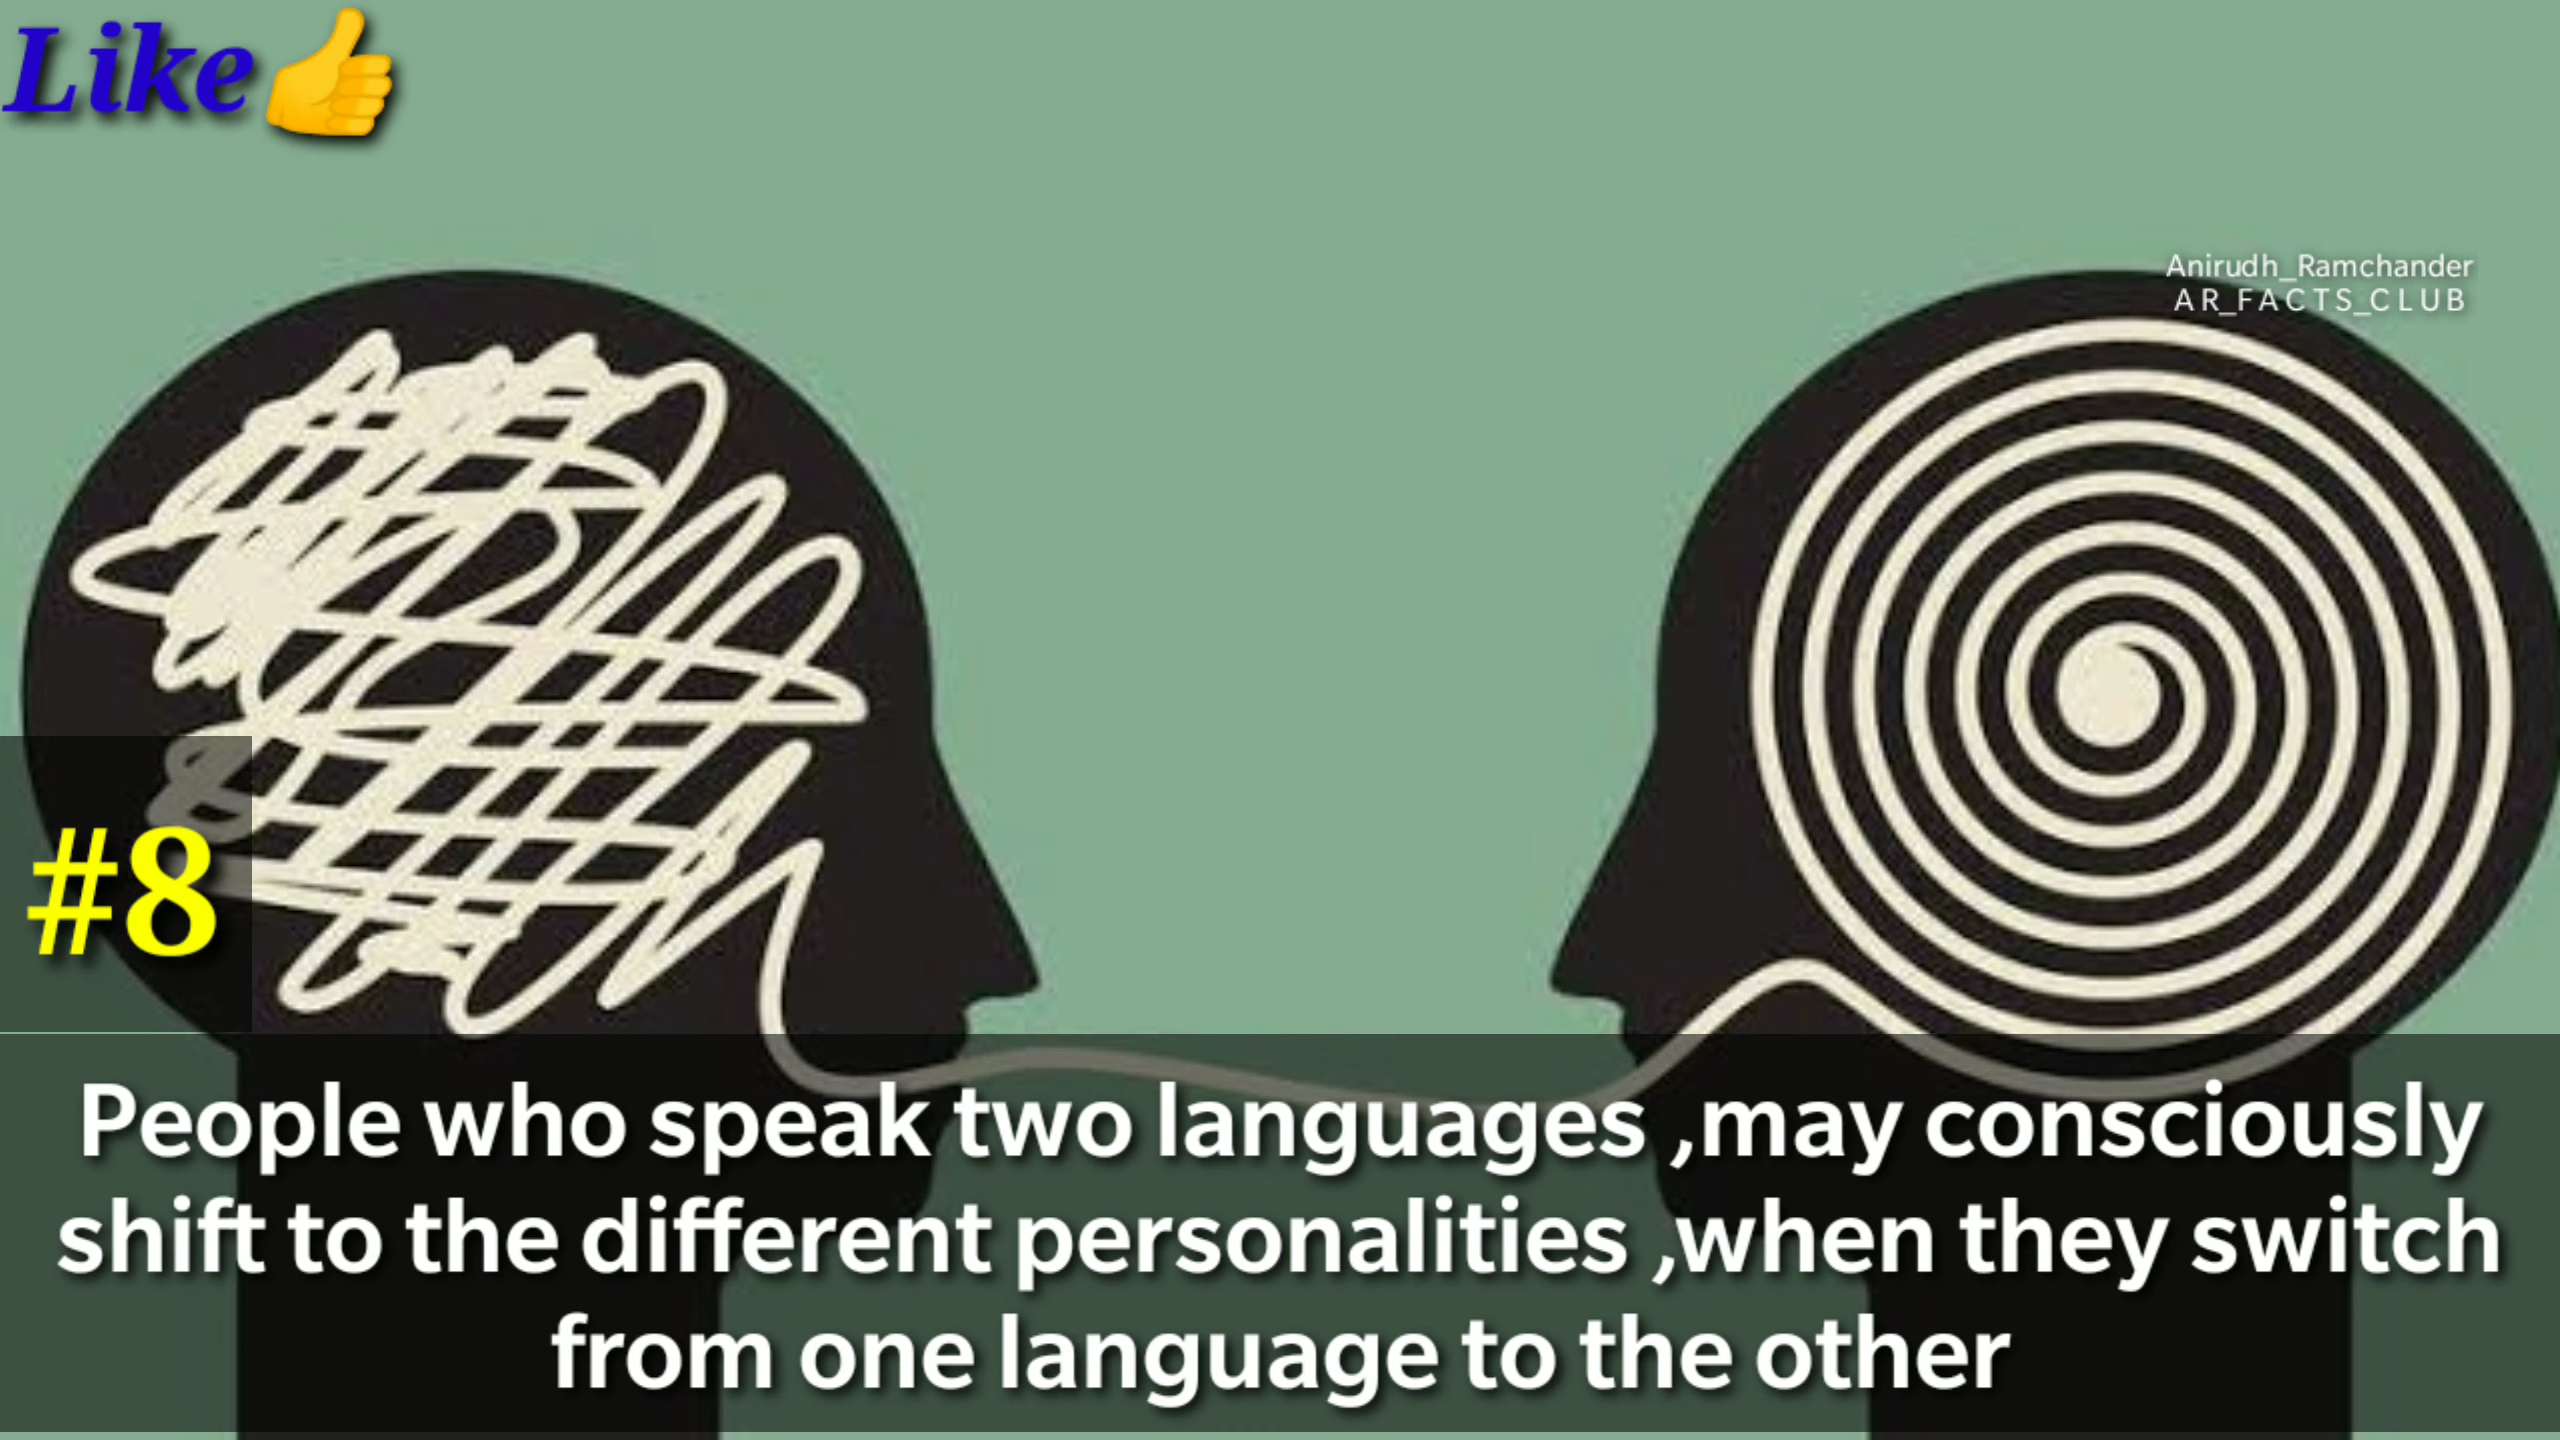 Like👍
Anirudh_Ramchander
AR_FACTS_CLUB
#8
People who speak two languages ,may consciously
shift to the different personalities ,when they switch
from one language to the other